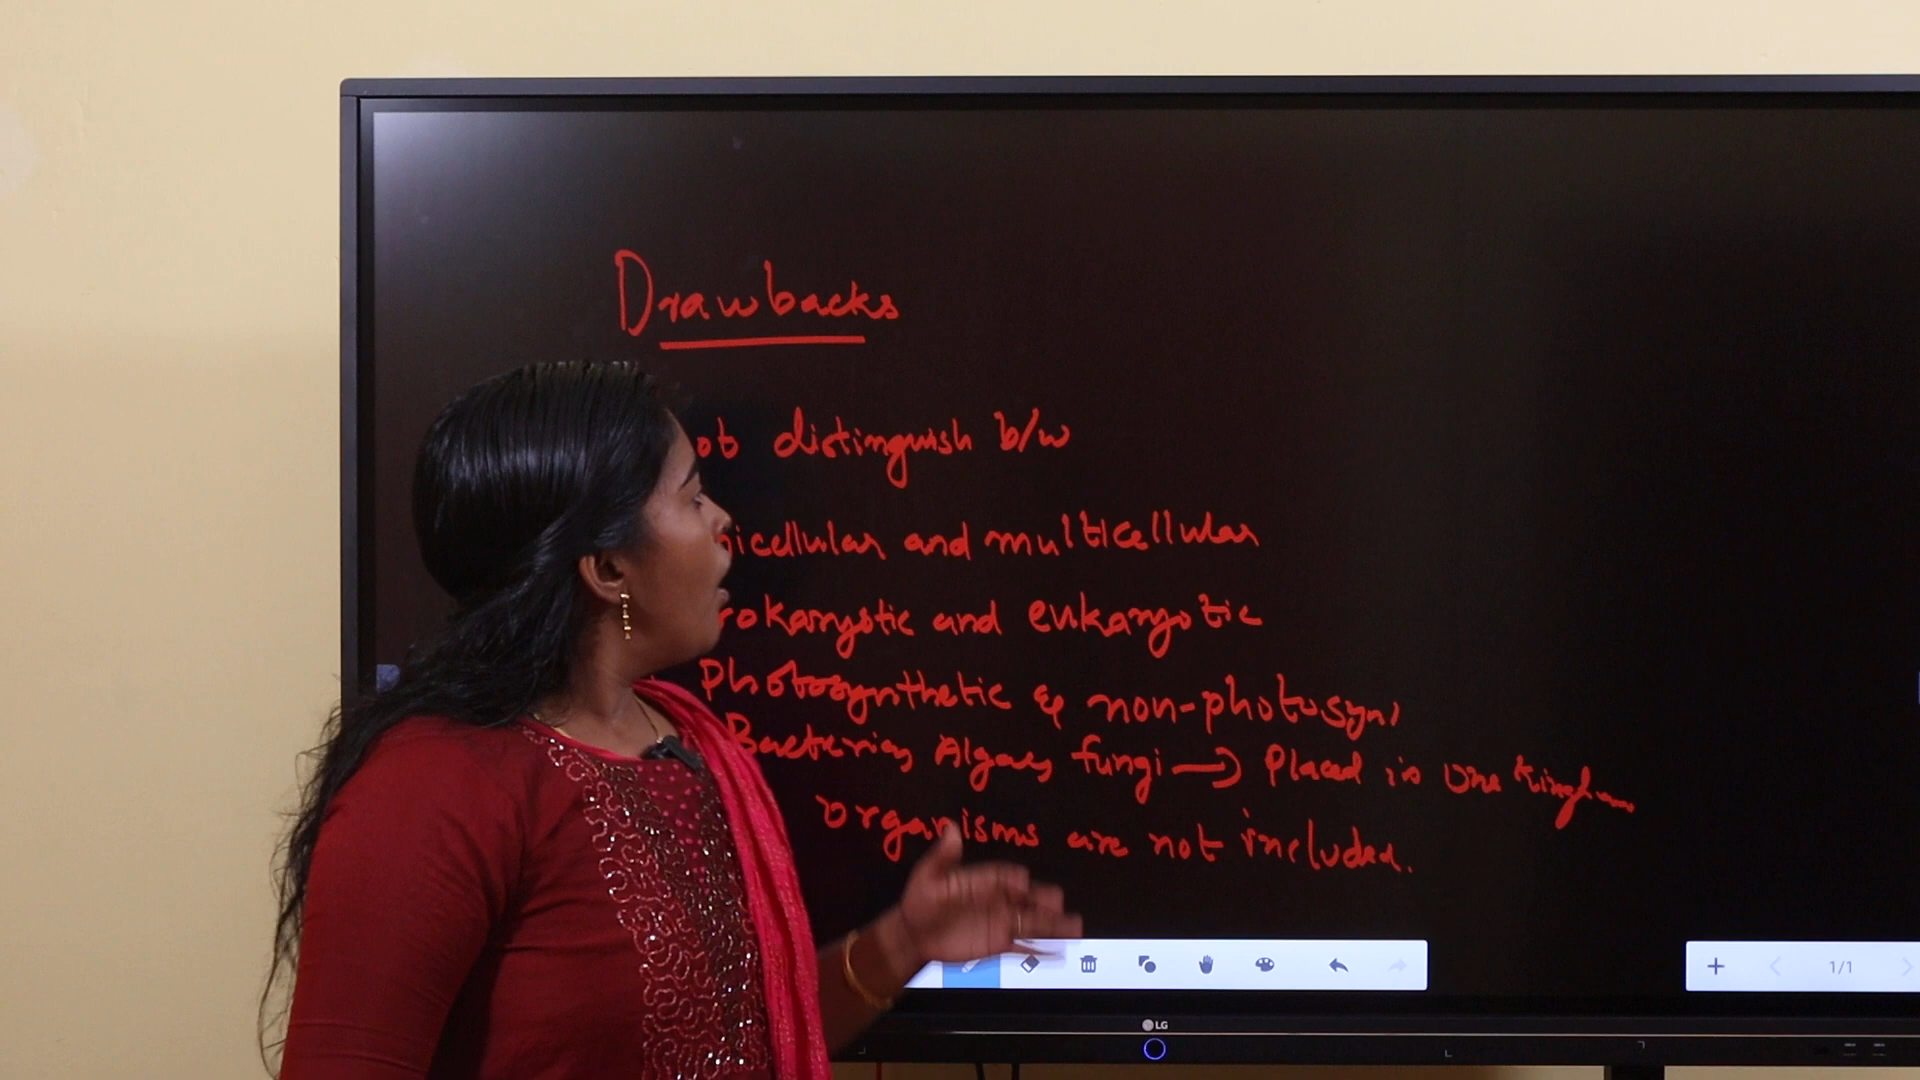 Drawbacks
ot distinguish b/w
icellular and multicellular
rokaryotic and eukaryotic
Photosynthetic & non-photosyn
Bacteria, Algae, fungi → Placed in one
organisms are not included.
1/1
LG